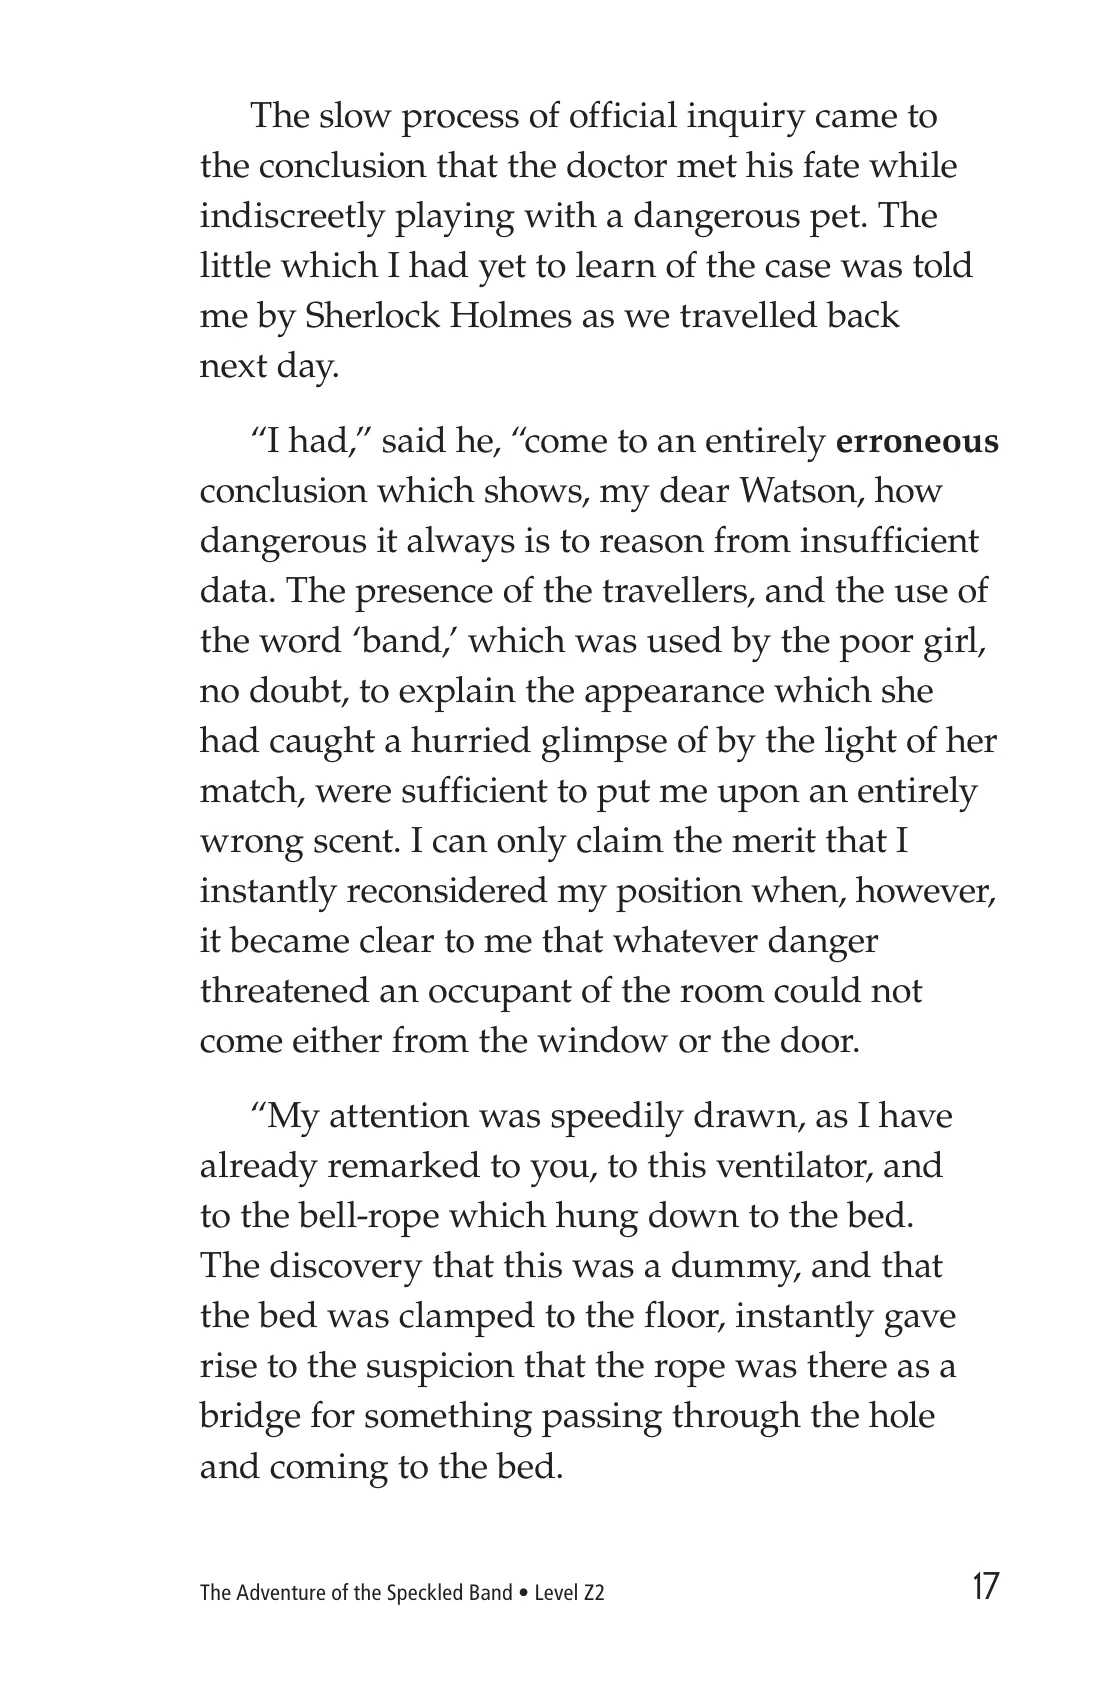 The slow process of official inquiry came to
the conclusion that the doctor met his fate while
indiscreetly playing with a dangerous pet. The
little which I had yet to learn of the case was told
me by Sherlock Holmes as we travelled back
next day.
“I had,” said he, “come to an entirely erroneous
conclusion which shows, my dear Watson, how
dangerous it always is to reason from insufficient
data. The presence of the travellers, and the use of
the word ‘band,’ which was used by the poor girl,
no doubt, to explain the appearance which she
had caught a hurried glimpse of by the light of her
match, were sufficient to put me upon an entirely
wrong scent. I can only claim the merit that I
instantly reconsidered my position when, however,
it became clear to me that whatever danger
threatened an occupant of the room could not
come either from the window or the door.
“My attention was speedily drawn, as I have
already remarked to you, to this ventilator, and
to the bell-rope which hung down to the bed.
The discovery that this was a dummy, and that
the bed was clamped to the floor, instantly gave
rise to the suspicion that the rope was there as a
bridge for something passing through the hole
and coming to the bed.
The Adventure of the Speckled Band • Level Z2 17